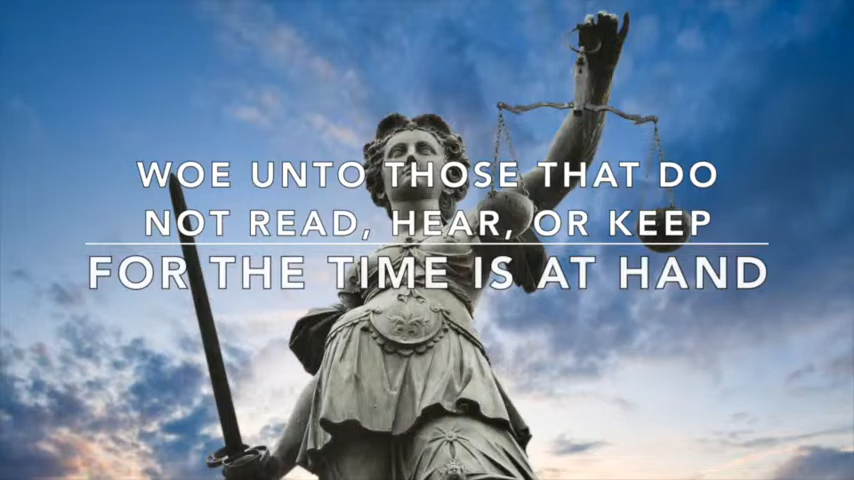 WOE UNTO THOSE THAT DO
NOT READ, HEAR, OR KEEP
FOR THE TIME IS AT HAND